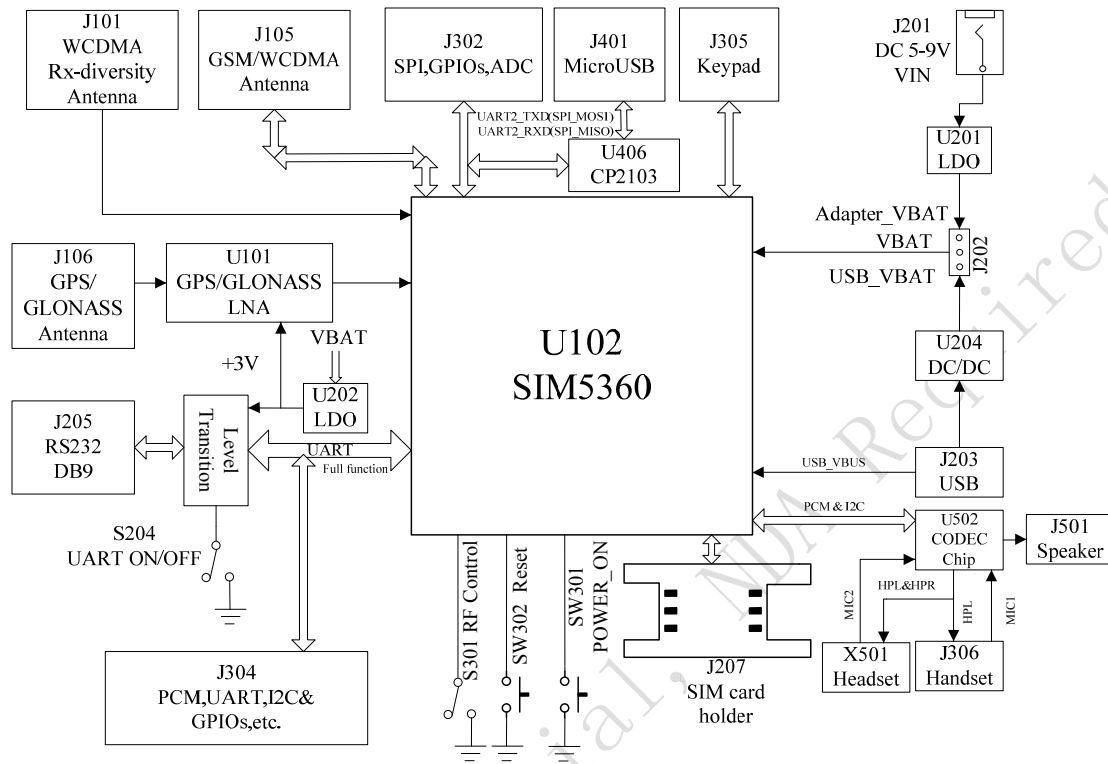 J101
WCDMA
Rx-diversity
Antenna
J105
GSM/WCDMA
Antenna
J302
SPI,GPIOs,ADC
J401
MicroUSB
J305
Keypad
J201
DC 5-9V
VIN
UART2_TXD(SPI_MOSI)
UART2_RXD(SPI_MISO)
U406
CP2103
U201
LDO
Adapter_VBAT
VBAT
USB_VBAT
J202
J106
GPS/
GLONASS
Antenna
U101
GPS/GLONASS
LNA
U102
SIM5360
+3V
VBAT
U202
LDO
U204
DC/DC
J205
RS232
DB9
Level
Transition
UART
Full function
USB_VBUS
J203
USB
PCM & I2C
U502
CODEC
Chip
J501
Speaker
S204
UART ON/OFF
S301 RF Control
SW302 Reset
SW301
POWER_ON
MIC2
HPL&HPR
HPL
MIC1
J207
SIM card
holder
X501
Headset
J306
Handset
J304
PCM,UART,I2C&
GPIOs,etc.
ial, NDA Required